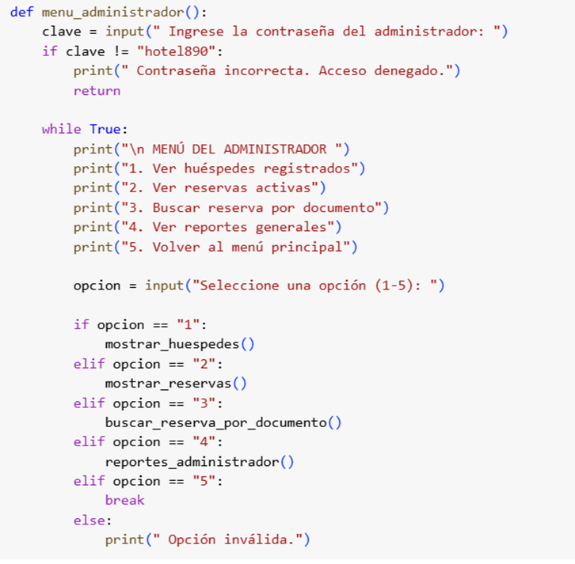 def menu_administrador():
    clave = input(" Ingrese la contraseña del administrador: ")
    if clave != "hotel890":
        print(" Contraseña incorrecta. Acceso denegado.")
        return

    while True:
        print("\n MENÚ DEL ADMINISTRADOR ")
        print("1. Ver huéspedes registrados")
        print("2. Ver reservas activas")
        print("3. Buscar reserva por documento")
        print("4. Ver reportes generales")
        print("5. Volver al menú principal")

        opcion = input("Seleccione una opción (1-5): ")

        if opcion == "1":
            mostrar_huespedes()
        elif opcion == "2":
            mostrar_reservas()
        elif opcion == "3":
            buscar_reserva_por_documento()
        elif opcion == "4":
            reportes_administrador()
        elif opcion == "5":
            break
        else:
            print(" Opción inválida.")